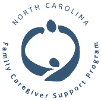 NORTH CAROLINA
Family Caregiver Support Program